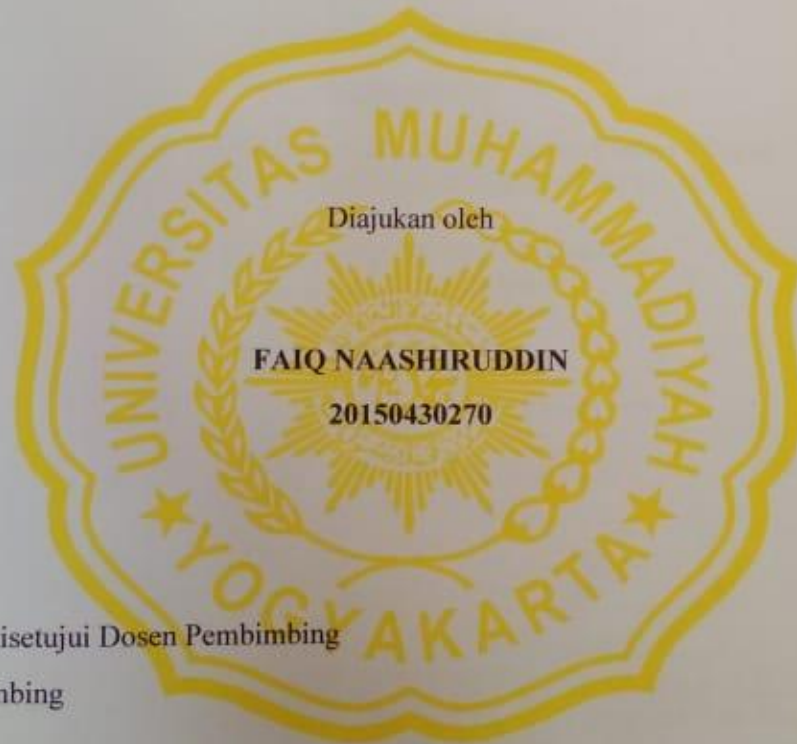 UNIVERSITAS MUHAMMADIYAH
YOGYAKARTA
Diajukan oleh
FAIQ NAASHIRUDDIN
20150430270
isetujui Dosen Pembimbing
nbing